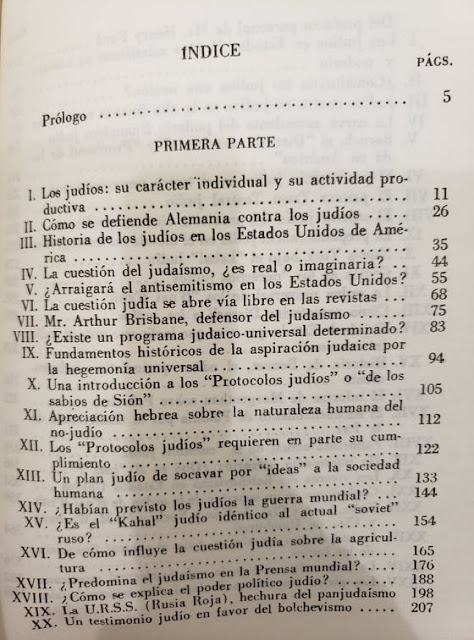 ÍNDICE
PÁGS.
Prólogo ........ 5
PRIMERA PARTE
I. Los judíos: su carácter individual y su actividad pro-
ductiva ........ 11
II. Cómo se defiende Alemania contra los judíos ..... 26
III. Historia de los judíos en los Estados Unidos de Amé-
rica ........ 35
IV. La cuestión del judaísmo, ¿es real o imaginaria? .. 44
V. ¿Arraigará el antisemitismo en los Estados Unidos? 55
VI. La cuestión judía se abre vía libre en las revistas .. 68
VII. Mr. Arthur Brisbane, defensor del judaísmo ..... 75
VIII. ¿Existe un programa judaico-universal determinado? 83
IX. Fundamentos históricos de la aspiración judaica por
la hegemonía universal ........ 94
X. Una introducción a los "Protocolos judíos" o "de los
sabios de Sión" ........ 105
XI. Apreciación hebrea sobre la naturaleza humana del
no-judío ........ 112
XII. Los "Protocolos judíos" requieren en parte su cum-
plimiento ........ 122
XIII. Un plan judío de socavar por "ideas" a la sociedad
humana ........ 133
XIV. ¿Habían previsto los judíos la guerra mundial? ... 144
XV. ¿Es el "Kahal" judío idéntico al actual "soviet"
ruso? ........ 154
XVI. De cómo influye la cuestión judía sobre la agricul-
tura ........ 165
XVII. ¿Predomina el judaísmo en la Prensa mundial? ... 176
XVIII. ¿Cómo se explica el poder político judío? ..... 188
XIX. La U.R.S.S. (Rusia Roja), hechura del panjudaísmo 198
XX. Un testimonio judío en favor del bolchevismo ... 207